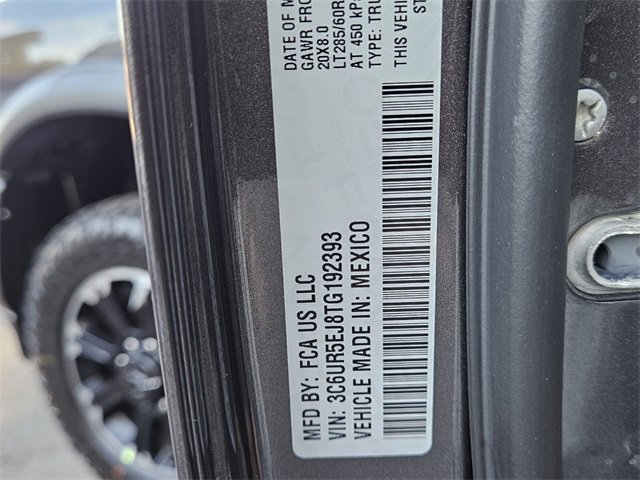 DATE OF M
GAWR FRO
20X8.0
LT285/60R
AT 450 kP
TYPE: TRU
THIS VEHI
ST
MFD BY: FCA US LLC
VIN: 3C6UR5EJ8TG192393
VEHICLE MADE IN: MEXICO